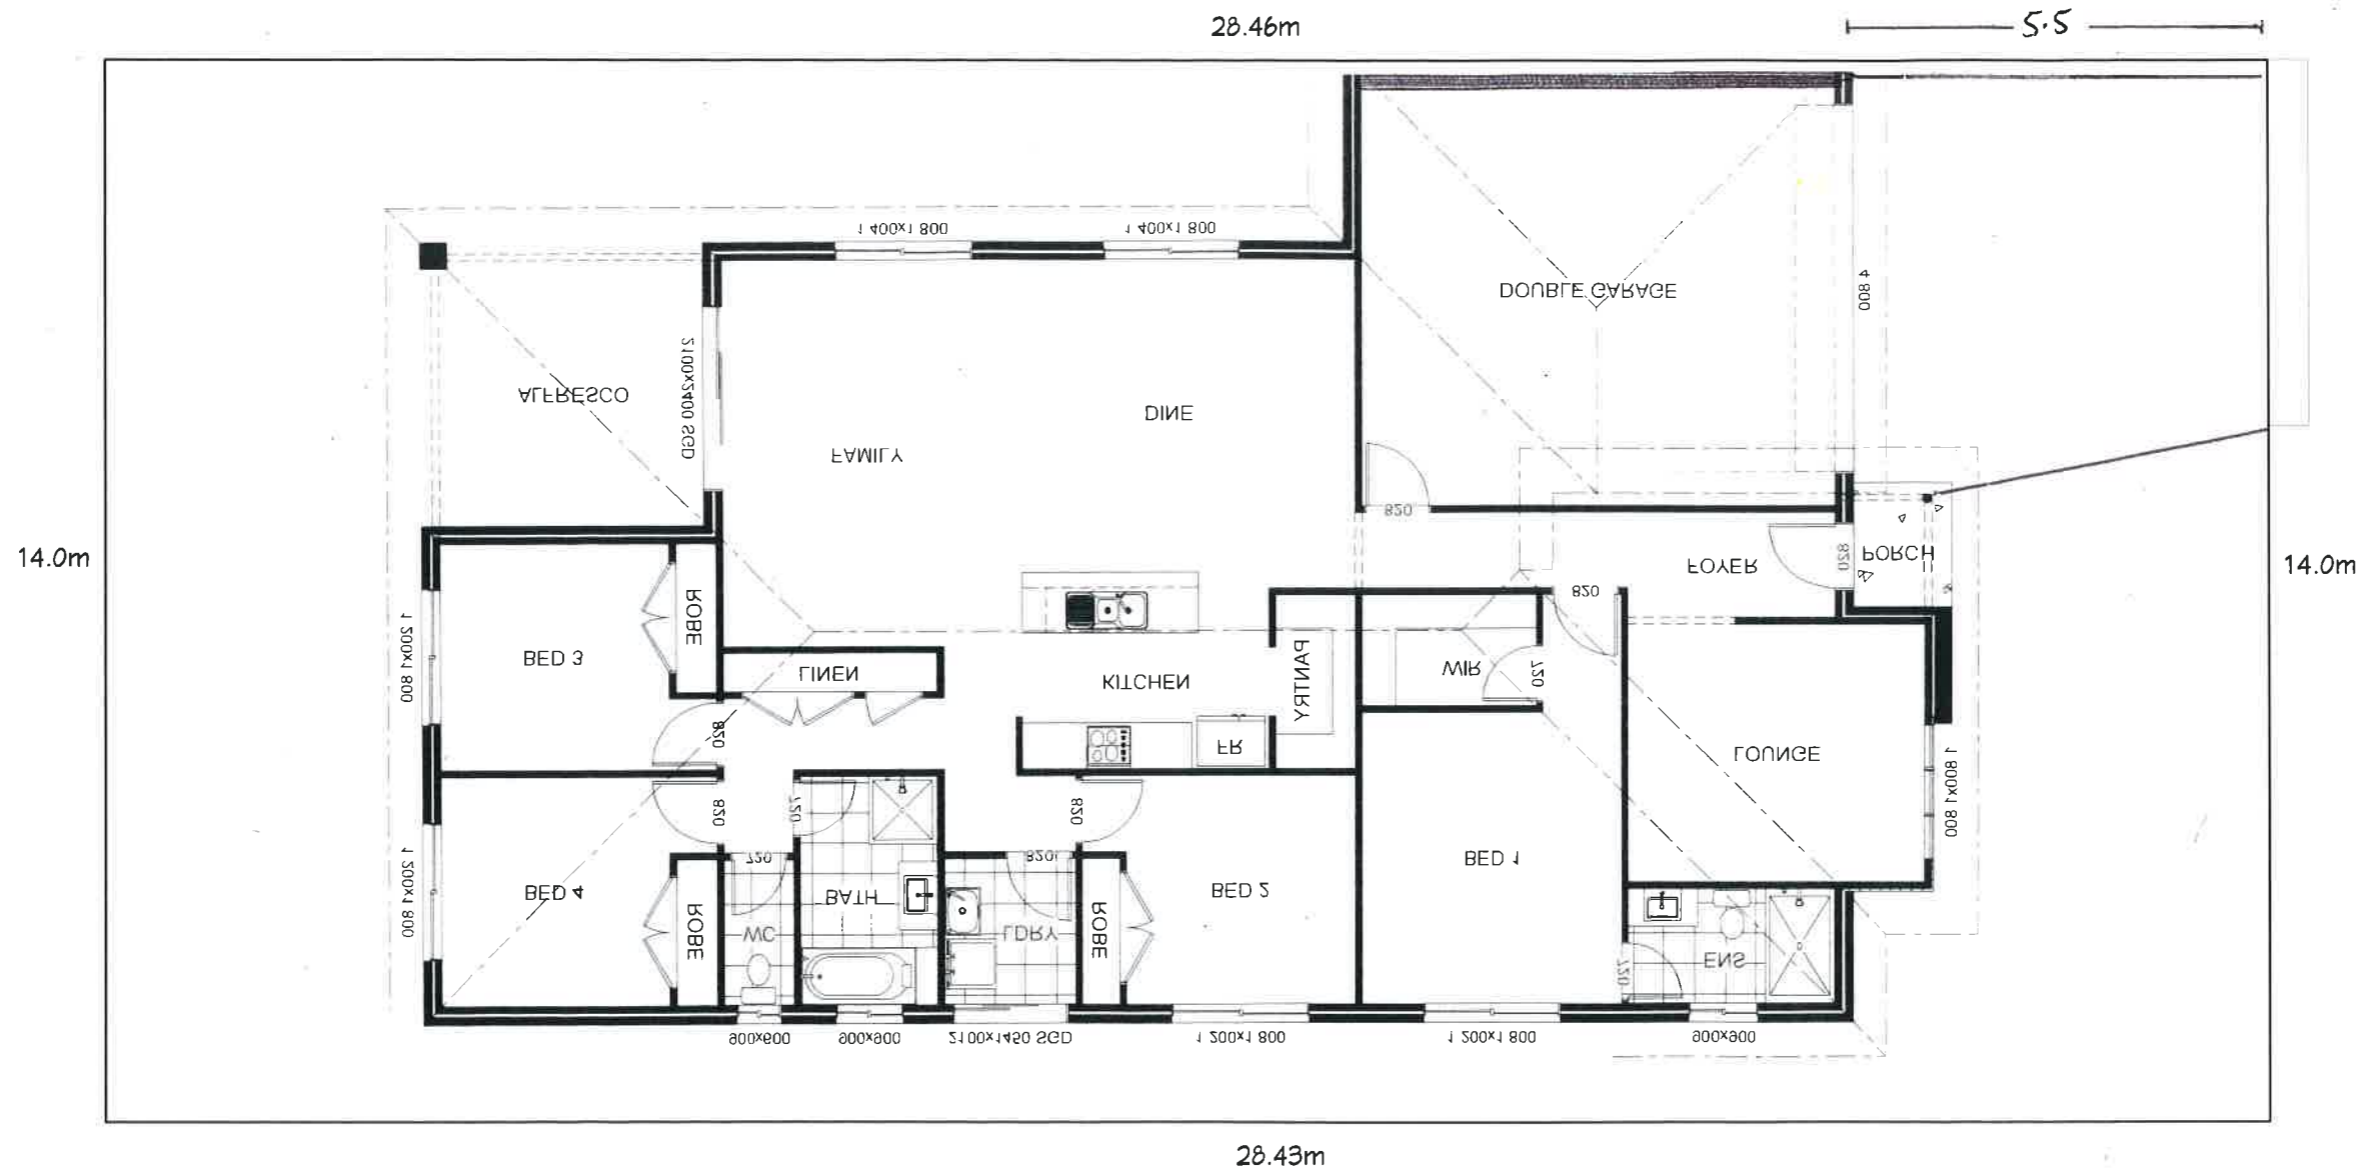 28.46m
5.5
1 400x1 800
1 400x1 800
DOUBLE GARAGE
4 800
2100x2400 SGD
ALFRESCO
DINE
FAMILY
820
14.0m
PORCH
820
FOYER
14.0m
820
ROBE
1 200x1 800
BED 3
LINEN
KITCHEN
PANTRY
WIR
720
820
FR
LOUNGE
1 800x1 800
820
720
820
720
820
BED 1
1 200x1 800
BED 4
ROBE
BATH
BED 2
WC
LDRY
ROBE
ENS
720
900x600
900x900
2100x1450 SGD
1 200x1 800
1 200x1 800
900x900
28.43m